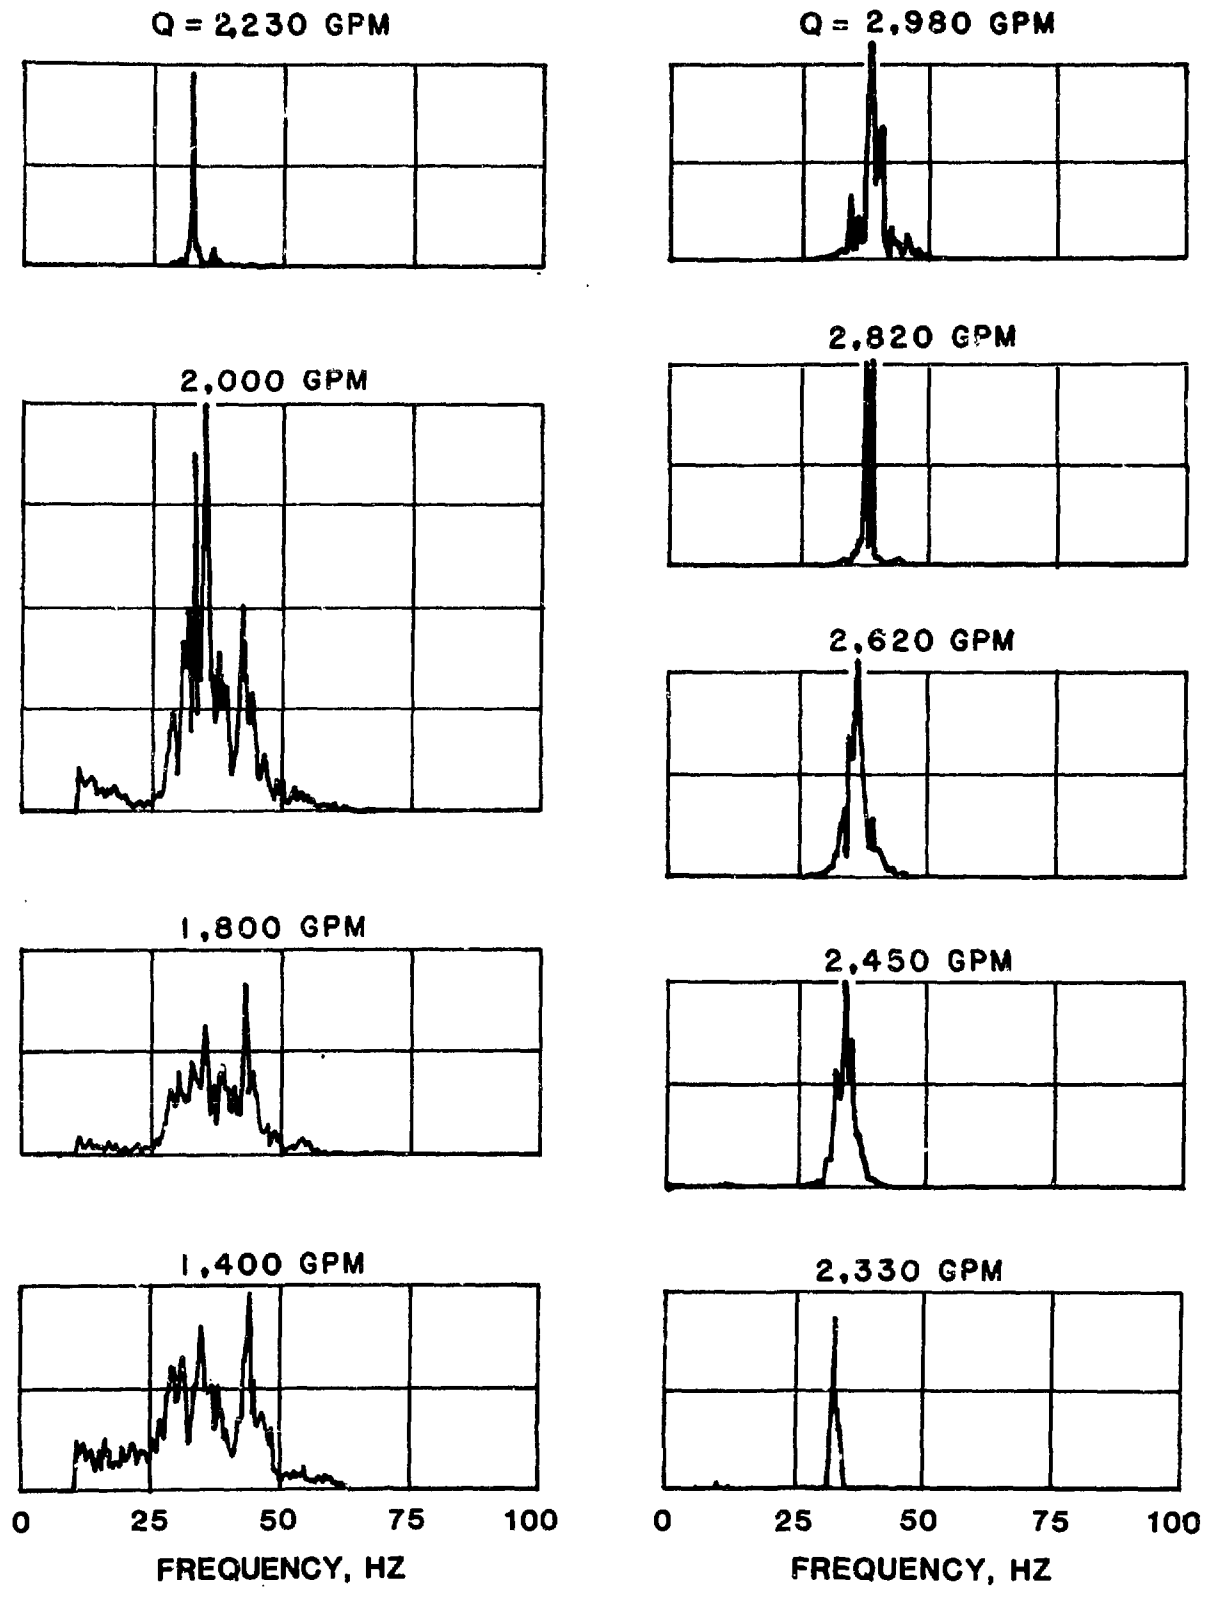 Q = 2,230 GPM
2,000 GPM
1,800 GPM
1,400 GPM
0 25 50 75 100
FREQUENCY, HZ
Q = 2,980 GPM
2,820 GPM
2,620 GPM
2,450 GPM
2,330 GPM
0 25 50 75 100
FREQUENCY, HZ